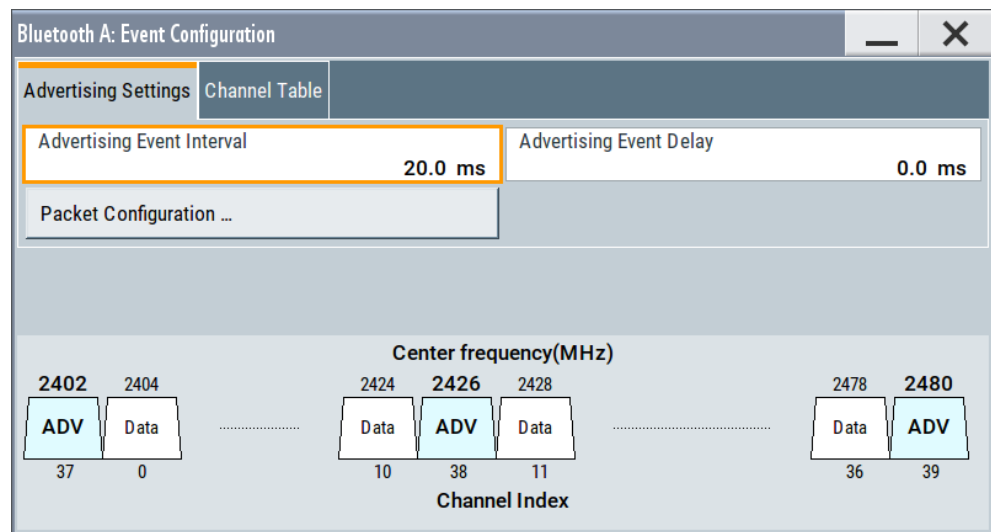 Bluetooth A: Event Configuration
Advertising Settings Channel Table
Advertising Event Interval Advertising Event Delay
20.0 ms 0.0 ms
Packet Configuration ...
Center frequency(MHz)
2402 2404 2424 2426 2428 2478 2480
ADV Data Data ADV Data Data ADV
37 0 10 38 11 36 39
Channel Index